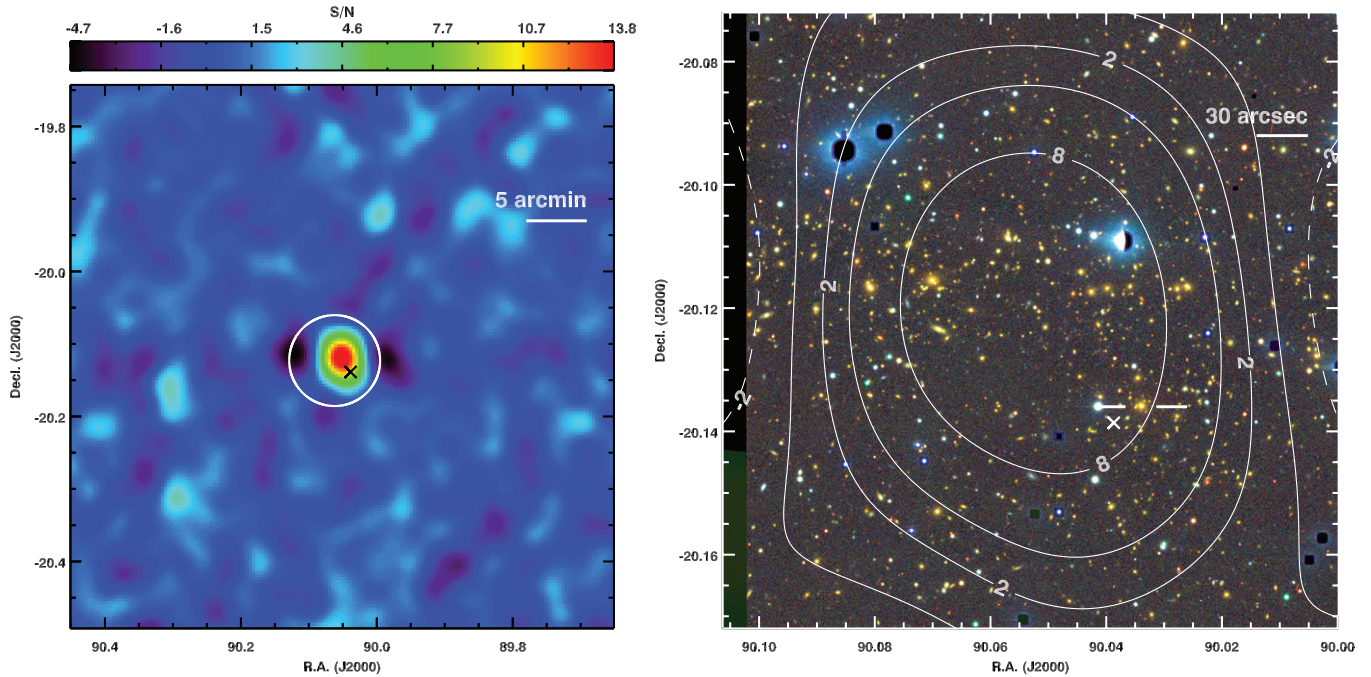 S/N
-4.7 -1.6 1.5 4.6 7.7 10.7 13.8
5 arcmin
-19.8
-20.0
-20.2
-20.4
Decl. (J2000)
90.4 90.2 90.0 89.8
R.A. (J2000)
30 arcsec
2
8
-2
2
2
-2
8
2
-20.08
-20.10
-20.12
-20.14
-20.16
Decl. (J2000)
90.10 90.08 90.06 90.04 90.02 90.00
R.A. (J2000)